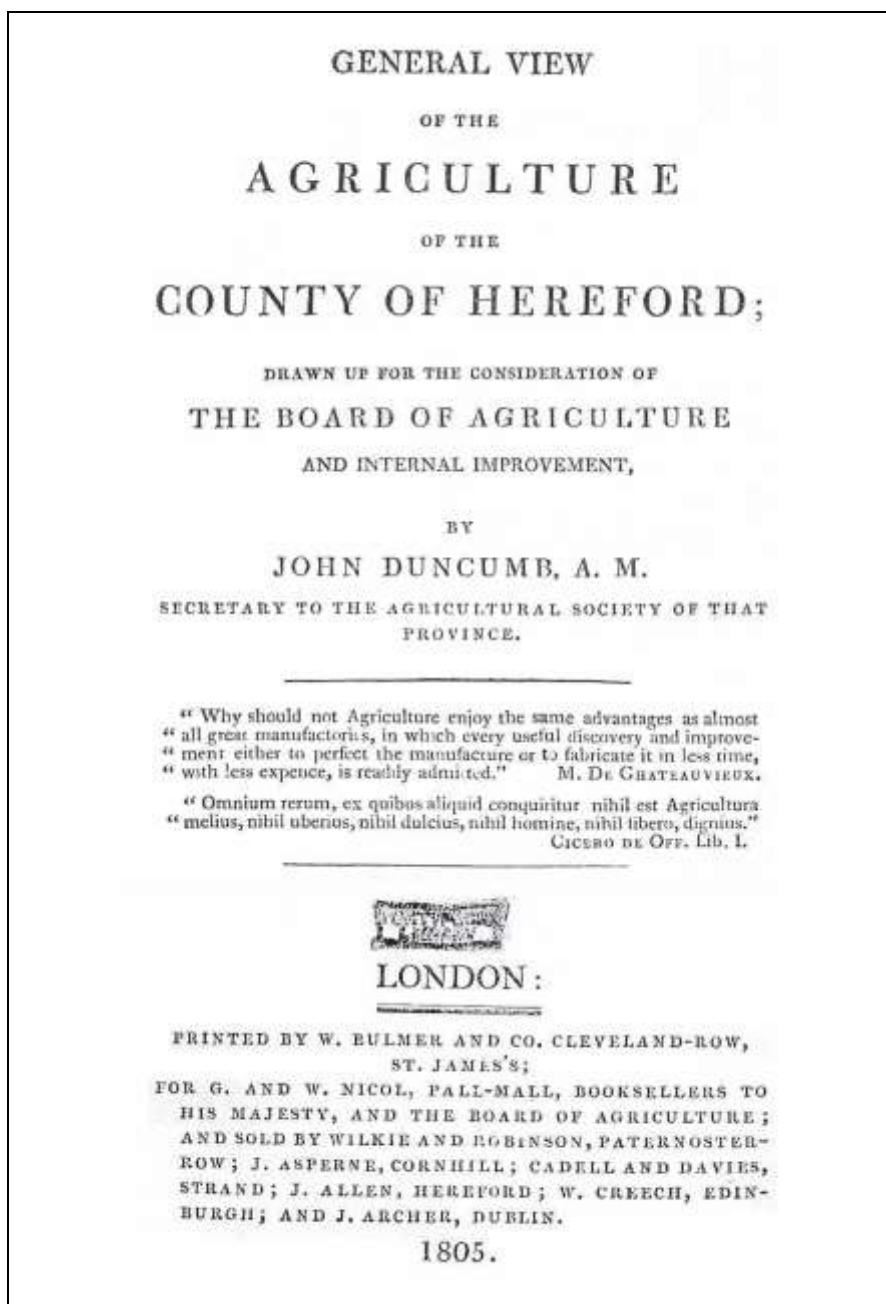 GENERAL VIEW
OF THE
AGRICULTURE
OF THE
COUNTY OF HEREFORD;
DRAWN UP FOR THE CONSIDERATION OF
THE BOARD OF AGRICULTURE
AND INTERNAL IMPROVEMENT,
BY
JOHN DUNCUMB, A. M.
SECRETARY TO THE AGRICULTURAL SOCIETY OF THAT
PROVINCE.
“ Why should not Agriculture enjoy the same advantages as almost
“ all great manufactories, in which every useful discovery and improve-
“ ment either to perfect the manufacture or to fabricate it in less time,
“ with less expence, is readily admitted.” M. DE CHATEAUVIEUX.
“ Omnium rerum, ex quibus aliquid conquiritur nihil est Agricultura
“ melius, nihil uberius, nihil dulcius, nihil homine, nihil libero, dignius.”
CICERO DE OFF. Lib. I.
LONDON:
PRINTED BY W. BULMER AND CO. CLEVELAND-ROW,
ST. JAMES'S;
FOR G. AND W. NICOL, PALL-MALL, BOOKSELLERS TO
HIS MAJESTY, AND THE BOARD OF AGRICULTURE;
AND SOLD BY WILKIE AND ROBINSON, PATERNOSTER-
ROW; J. ASPERNE, CORNHILL; CADELL AND DAVIES,
STRAND; J. ALLEN, HEREFORD; W. CREECH, EDIN-
BURGH; AND J. ARCHER, DUBLIN.
1805.